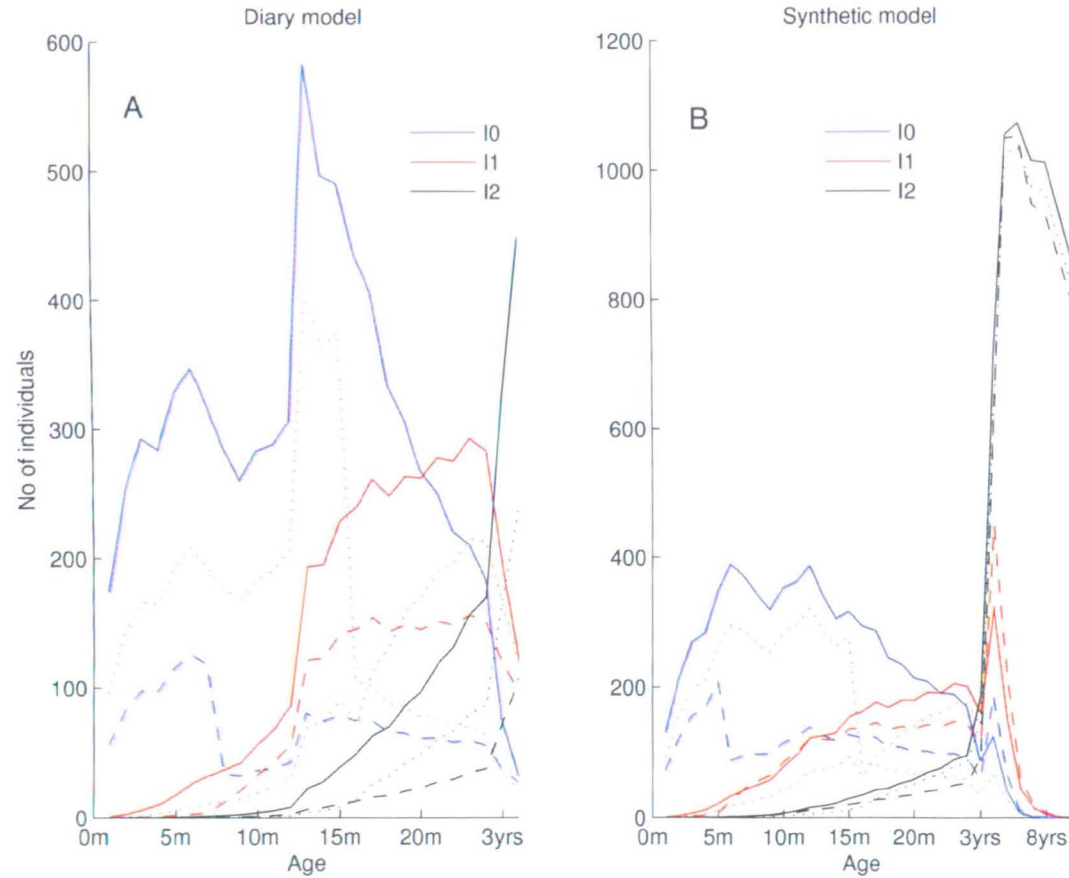 Diary model
A
I0
I1
I2
600
500
400
300
200
100
0
No of individuals
0m 5m 10m 15m 20m 3yrs
Age
Synthetic model
B
I0
I1
I2
1200
1000
800
600
400
200
0
0m 5m 10m 15m 20m 3yrs 8yrs
Age